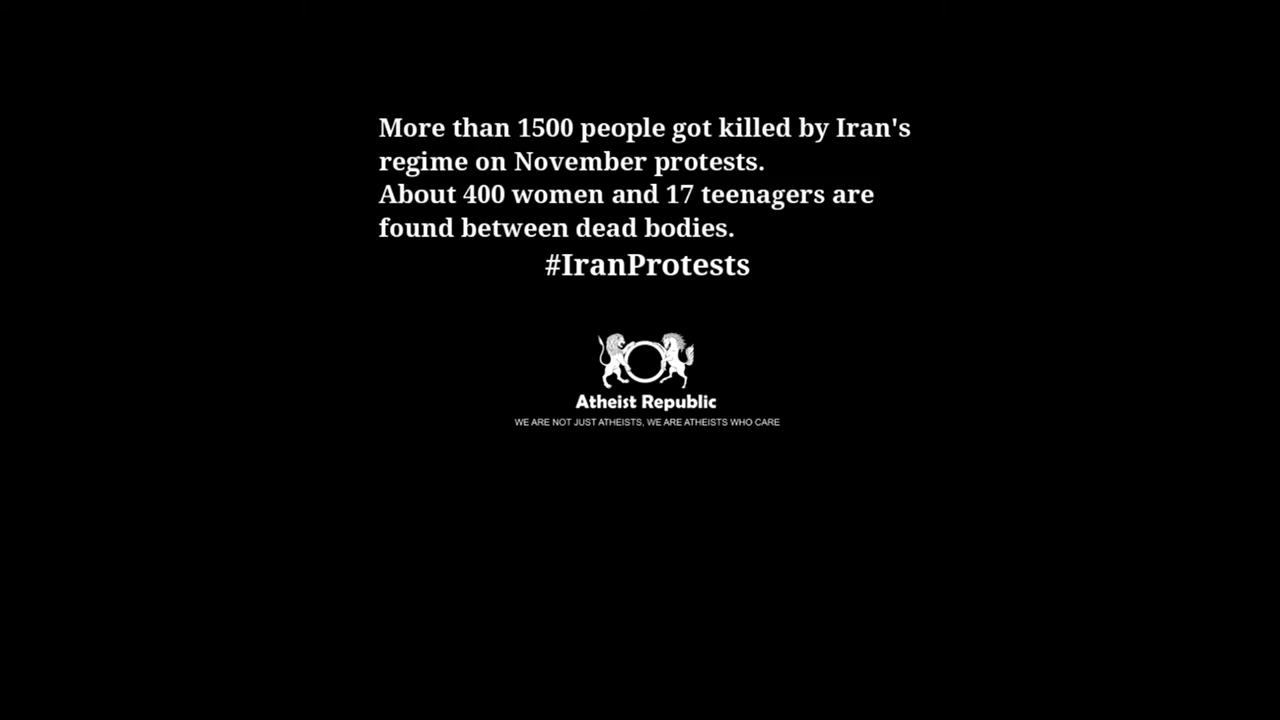 More than 1500 people got killed by Iran's
regime on November protests.
About 400 women and 17 teenagers are
found between dead bodies.
#IranProtests
Atheist Republic
WE ARE NOT JUST ATHEISTS, WE ARE ATHEISTS WHO CARE